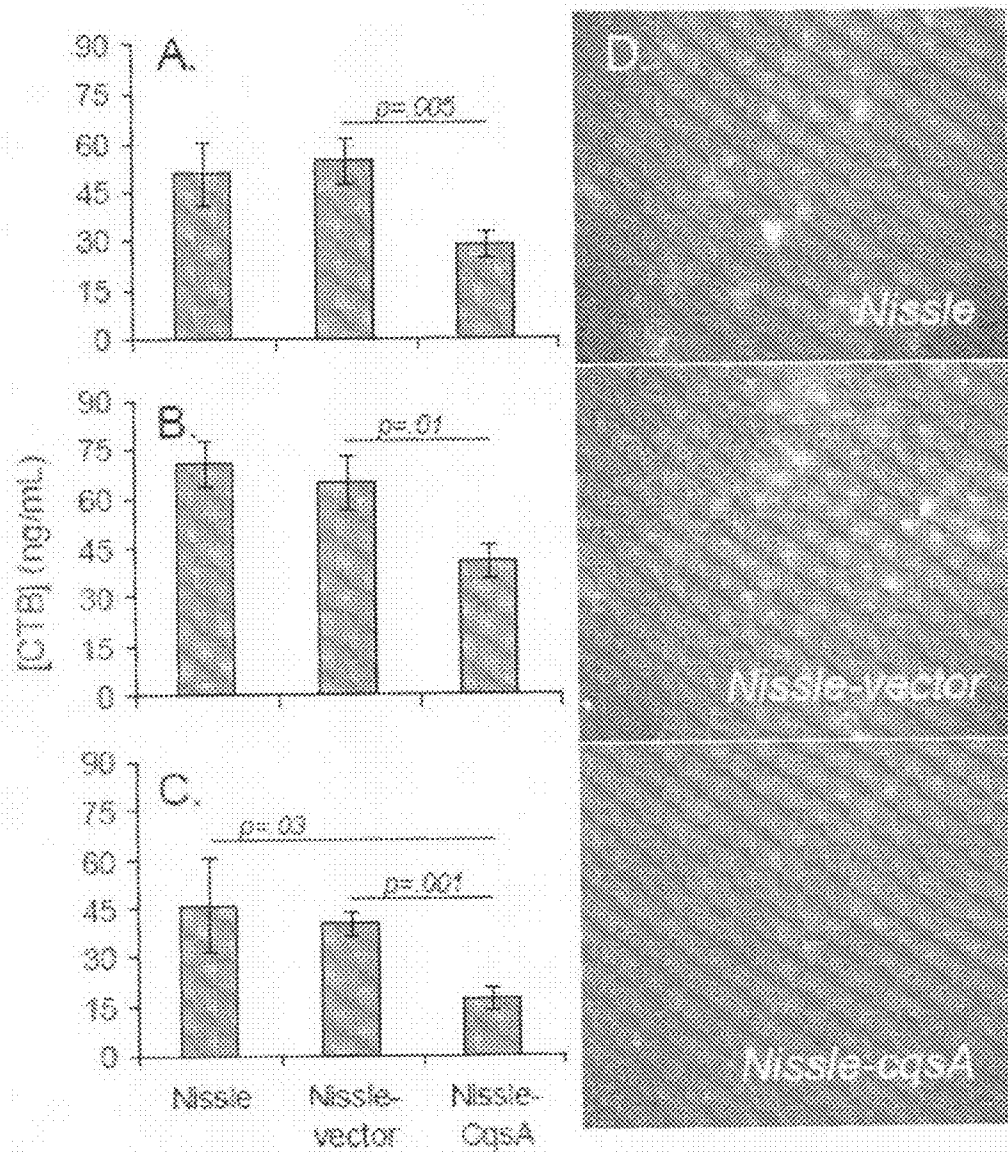 A.
90
75
60
45
30
15
0
p=.005
B.
90
75
60
45
30
15
0
p=.01
[CTB] (ng/mL)
C.
90
75
60
45
30
15
0
p=.03
p=.001
Nissle
Nissle-
vector
Nissle-
CqsA
D
Nissle
Nissle-vector
Nissle-cqsA